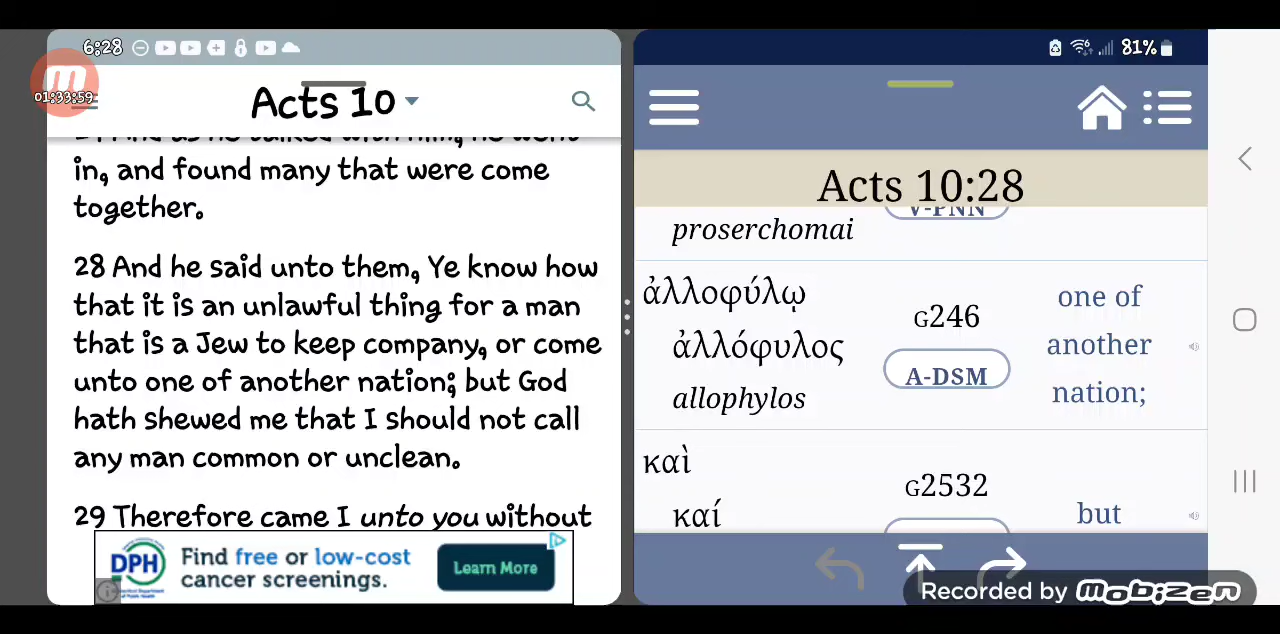 6:28
01:33:59
Acts 10
in, and found many that were come
together.
28 And he said unto them, Ye know how
that it is an unlawful thing for a man
that is a Jew to keep company, or come
unto one of another nation; but God
hath shewed me that I should not call
any man common or unclean.
29 Therefore came I unto you without
DPH
Find free or low-cost
cancer screenings.
Learn More
81%
Acts 10:28
V-PNN
proserchomai
ἀλλοφύλῳ
ἀλλόφυλος
allophylos
G246
A-DSM
one of
another
nation;
καὶ
καί
G2532
but
Recorded by mobizen